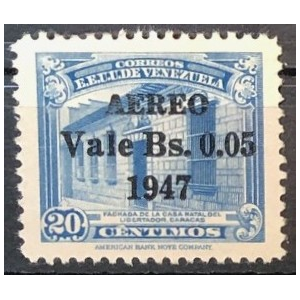 CORREOS
E.E.U.U. DE VENEZUELA
AEREO
Vale Bs. 0.05
1947
FACHADA DE LA CASA NATAL DEL
LIBERTADOR, CARACAS
20 CENTIMOS
AMERICAN BANK NOTE COMPANY.